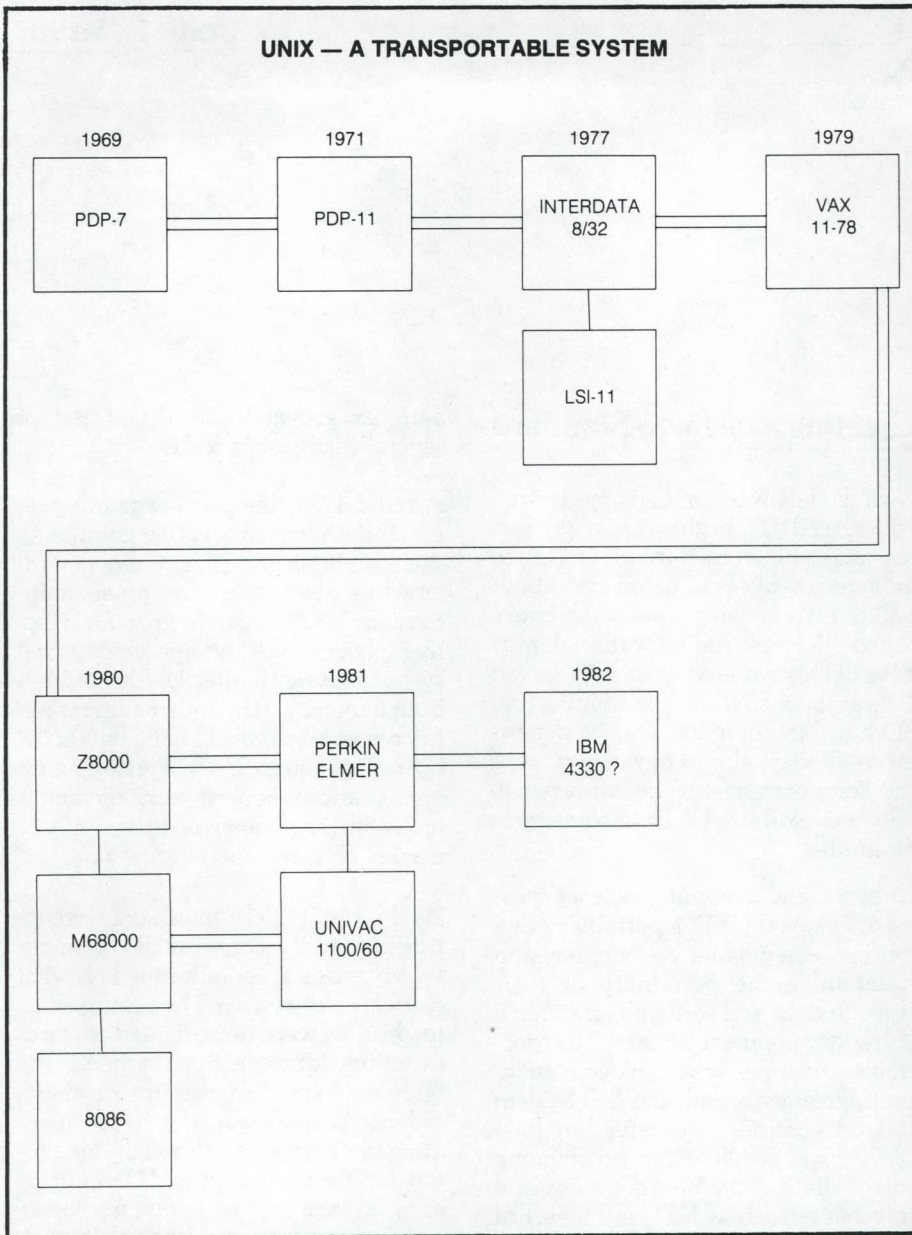 UNIX — A TRANSPORTABLE SYSTEM
1969
1971
1977
1979
PDP-7
PDP-11
INTERDATA
8/32
VAX
11-78
LSI-11
1980
1981
1982
Z8000
PERKIN
ELMER
IBM
4330 ?
M68000
UNIVAC
1100/60
8086